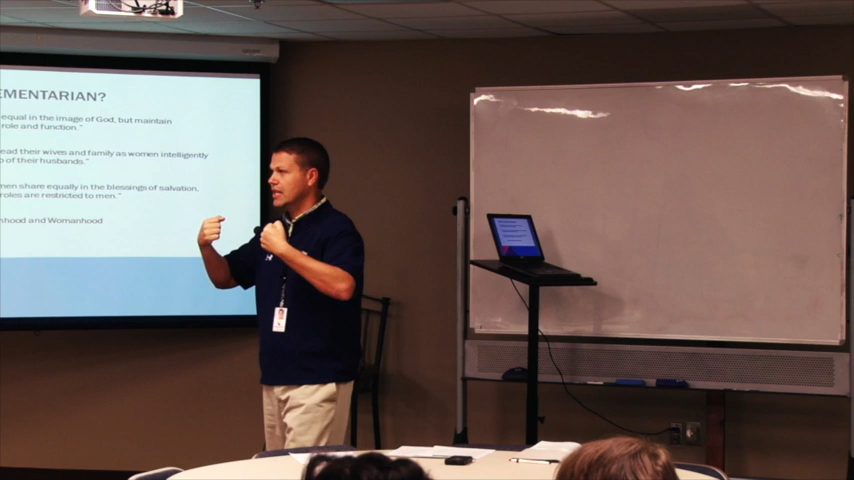 EMENTARIAN?
equal in the image of God, but maintain
role and function."
ead their wives and family as women intelligently
p of their husbands."
men share equally in the blessings of salvation,
roles are restricted to men."
nhood and Womanhood